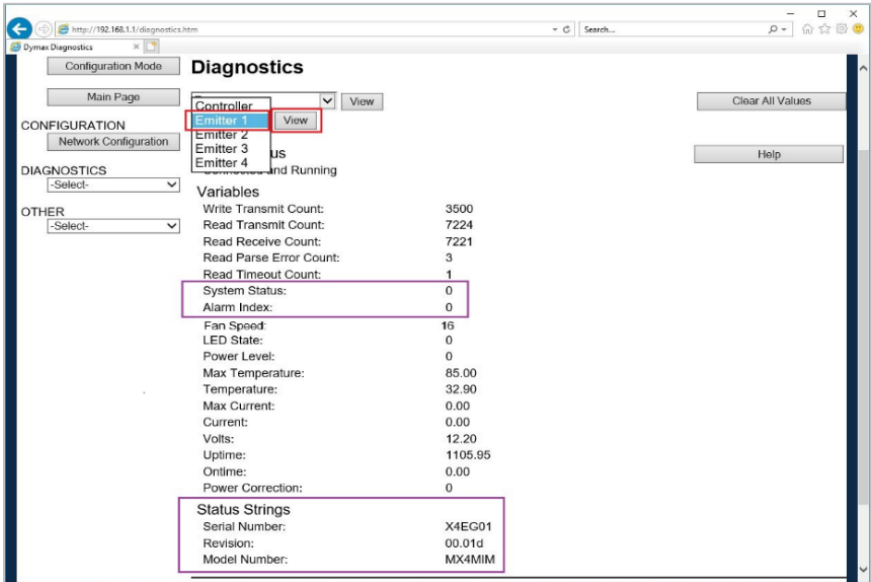 http://192.168.1.1/diagnostics.htm
Search...
Dymax Diagnostics
Configuration Mode
Main Page
CONFIGURATION
Network Configuration
DIAGNOSTICS
-Select-
OTHER
-Select-
Diagnostics
View
Clear All Values
Controller
Emitter 1 View
Emitter 2
Emitter 3
Emitter 4
Help
and Running
Variables
Write Transmit Count: 3500
Read Transmit Count: 7224
Read Receive Count: 7221
Read Parse Error Count: 3
Read Timeout Count: 1
System Status: 0
Alarm Index: 0
Fan Speed: 16
LED State: 0
Power Level: 0
Max Temperature: 85.00
Temperature: 32.90
Max Current: 0.00
Current: 0.00
Volts: 12.20
Uptime: 1105.95
Ontime: 0.00
Power Correction: 0
Status Strings
Serial Number: X4EG01
Revision: 00.01d
Model Number: MX4MIM